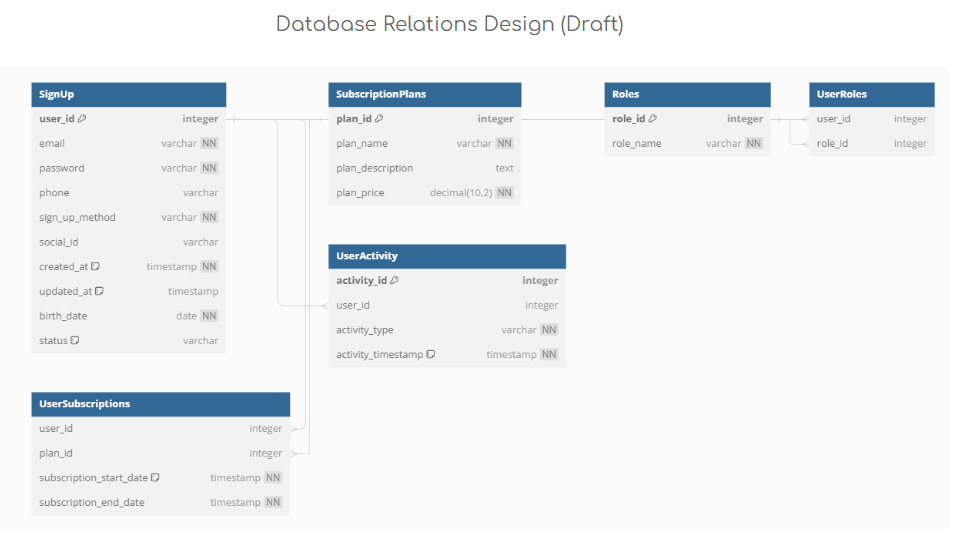 Database Relations Design (Draft)
SignUp
user_id integer
email varchar NN
password varchar NN
phone varchar
sign_up_method varchar NN
social_id varchar
created_at timestamp NN
updated_at timestamp
birth_date date NN
status varchar
SubscriptionPlans
plan_id integer
plan_name varchar NN
plan_description text
plan_price decimal(10,2) NN
Roles
role_id integer
role_name varchar NN
UserRoles
user_id integer
role_id integer
UserActivity
activity_id integer
user_id integer
activity_type varchar NN
activity_timestamp timestamp NN
UserSubscriptions
user_id integer
plan_id integer
subscription_start_date timestamp NN
subscription_end_date timestamp NN